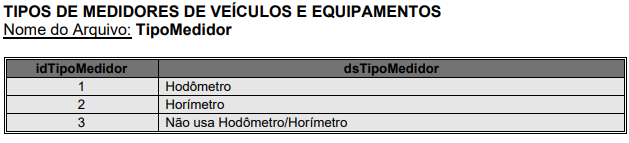 TIPOS DE MEDIDORES DE VEÍCULOS E EQUIPAMENTOS
Nome do Arquivo: TipoMedidor
idTipoMedidor dsTipoMedidor
1 Hodômetro
2 Horímetro
3 Não usa Hodômetro/Horímetro